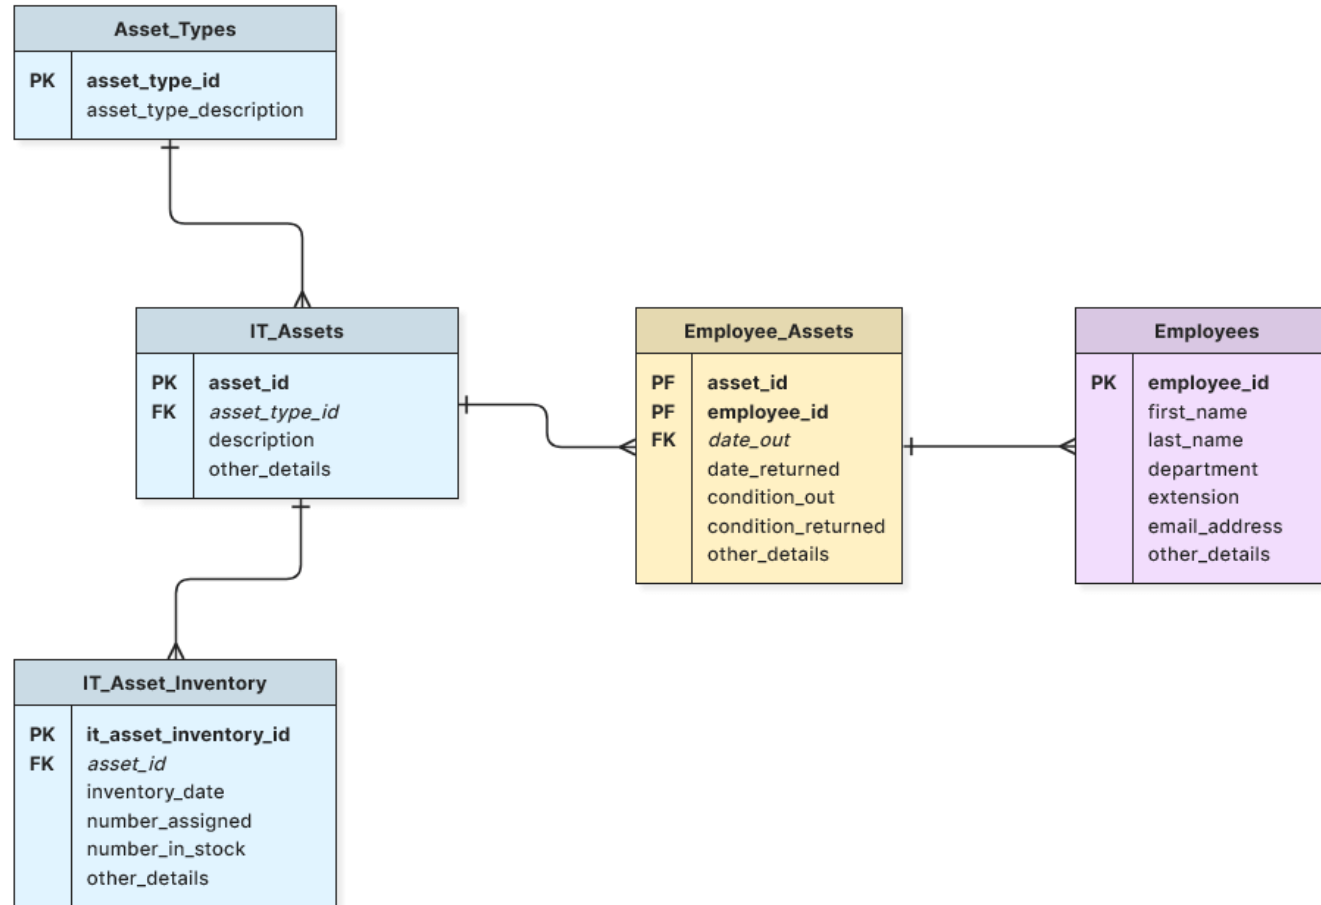 Asset_Types
PK asset_type_id
asset_type_description
IT_Assets
PK asset_id
FK asset_type_id
description
other_details
Employee_Assets
PF asset_id
PF employee_id
FK date_out
date_returned
condition_out
condition_returned
other_details
Employees
PK employee_id
first_name
last_name
department
extension
email_address
other_details
IT_Asset_Inventory
PK it_asset_inventory_id
FK asset_id
inventory_date
number_assigned
number_in_stock
other_details